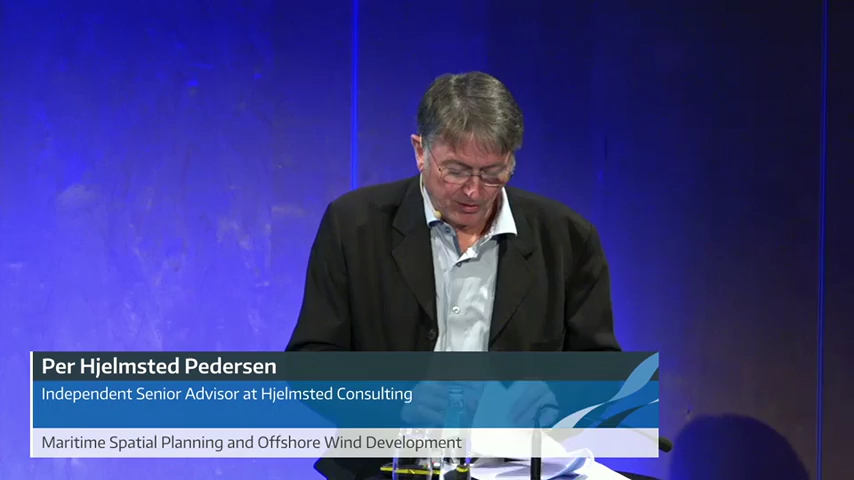 Per Hjelmsted Pedersen
Independent Senior Advisor at Hjelmsted Consulting
Maritime Spatial Planning and Offshore Wind Development